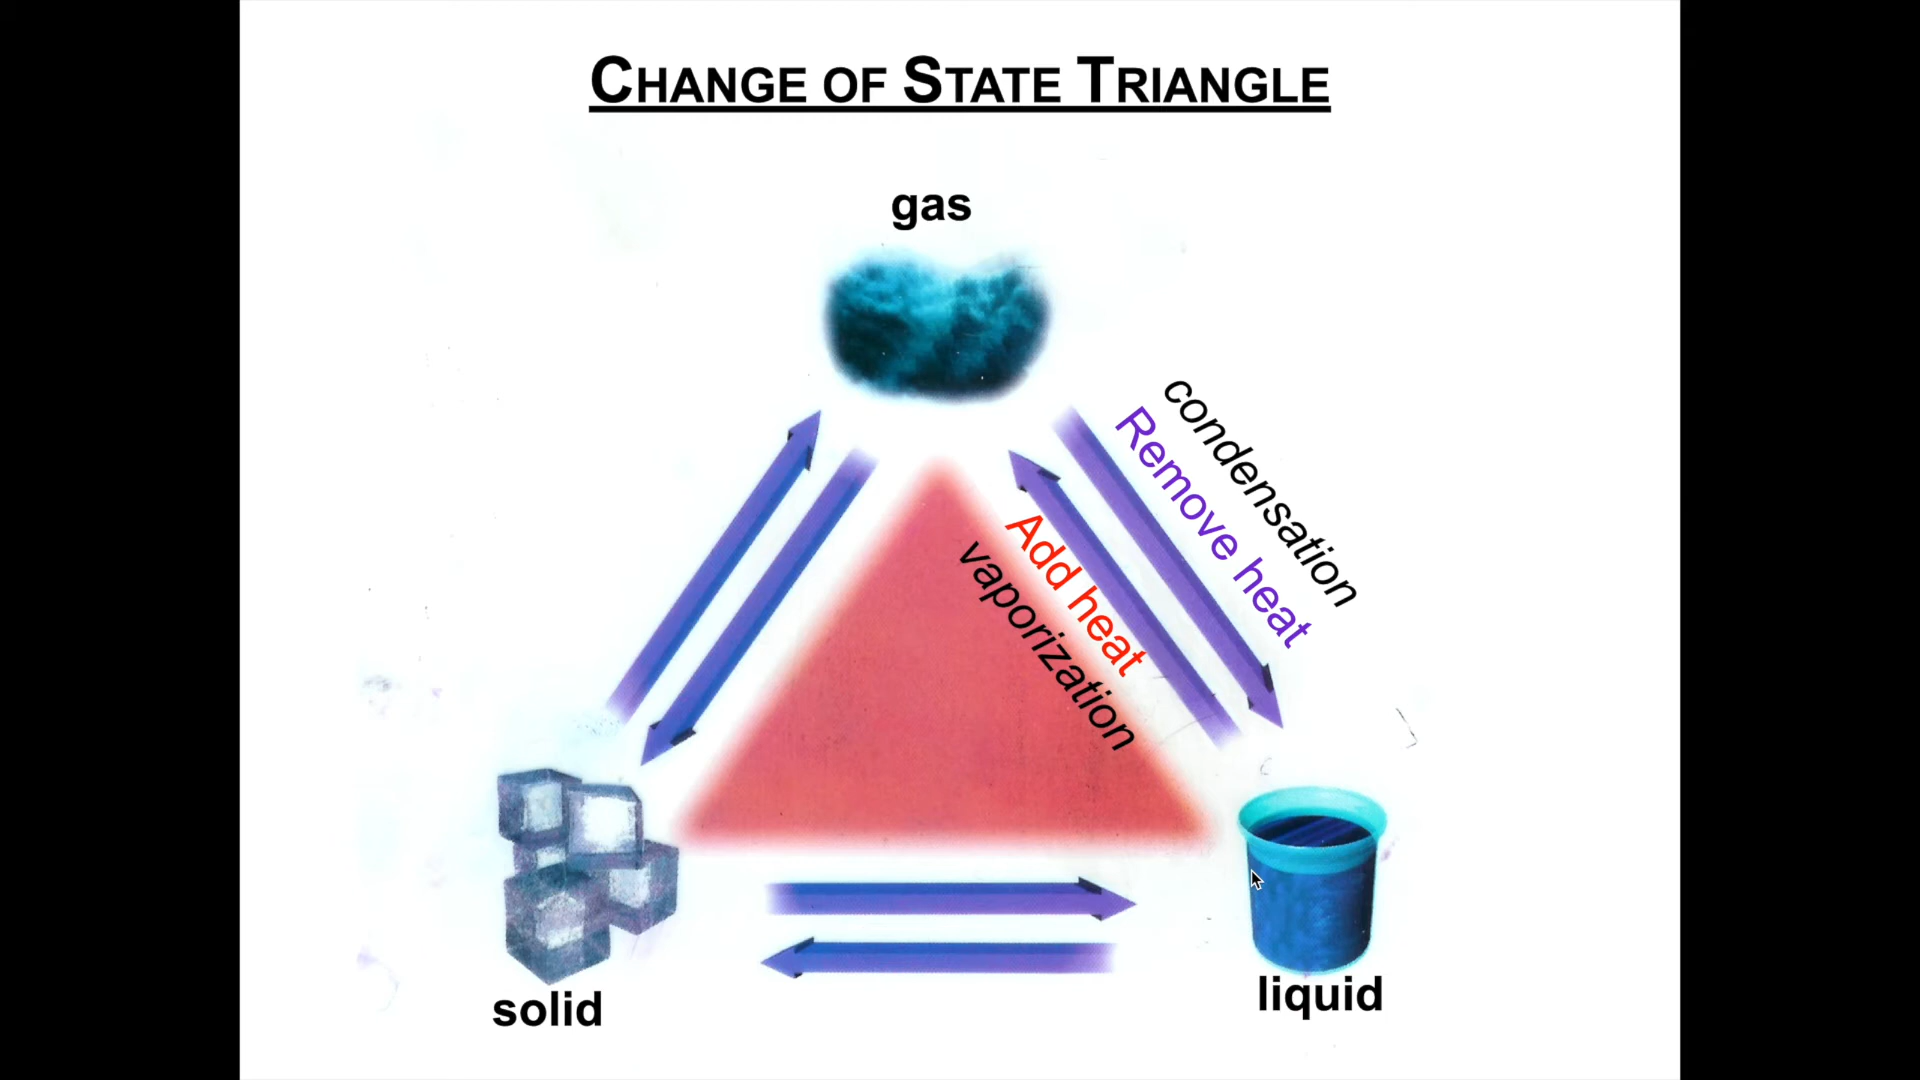 CHANGE OF STATE TRIANGLE
gas
condensation
Remove heat
Add heat
vaporization
solid
liquid